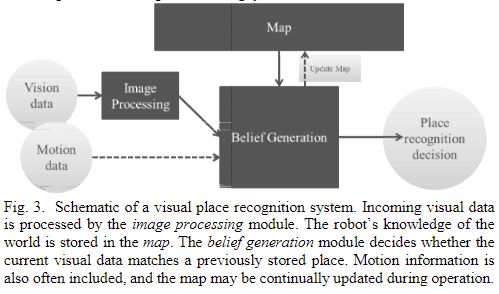 Map
Update Map
Vision
data
Image
Processing
Belief Generation
Place
recognition
decision
Motion
data
Fig. 3. Schematic of a visual place recognition system. Incoming visual data
is processed by the image processing module. The robot's knowledge of the
world is stored in the map. The belief generation module decides whether the
current visual data matches a previously stored place. Motion information is
also often included, and the map may be continually updated during operation.